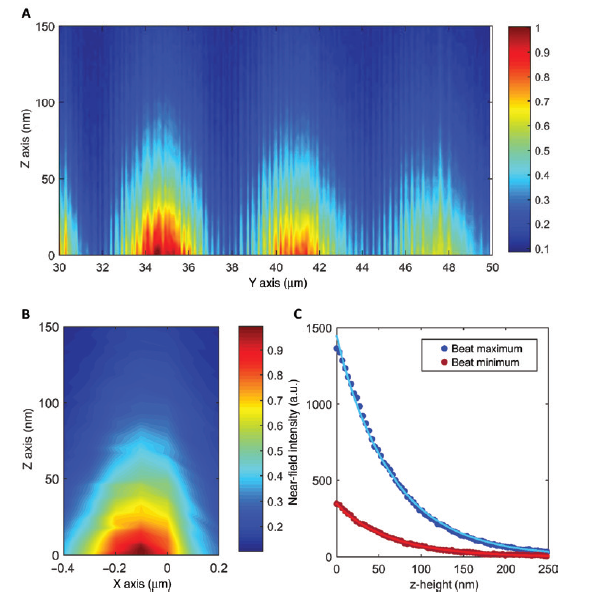 A
150
100
50
0
Z axis (nm)
30 32 34 36 38 40 42 44 46 48 50
Y axis (μm)
1
0.9
0.8
0.7
0.6
0.5
0.4
0.3
0.2
0.1
B
150
100
50
0
Z axis (nm)
−0.4 −0.2 0 0.2
X axis (μm)
0.9
0.8
0.7
0.6
0.5
0.4
0.3
0.2
C
1500
1000
500
0
Near-field intensity (a.u.)
Beat maximum
Beat minimum
0 50 100 150 200 250
z-height (nm)